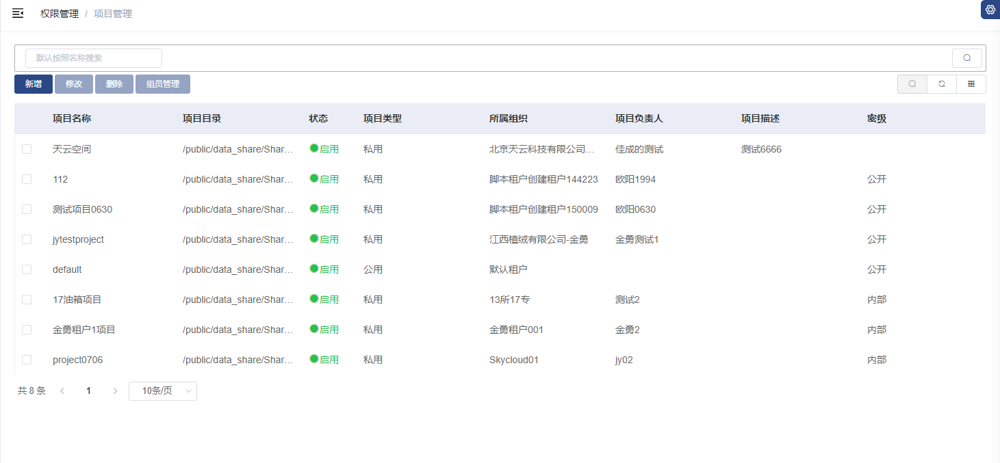 权限管理 / 项目管理
默认按照名称搜索
新增 修改 删除 组员管理
项目名称 项目目录 状态 项目类型 所属组织 项目负责人 项目描述 密级
天云空间 /public/data_share/Shar... 启用 私用 北京天云科技有限公司... 佳成的测试 测试6666
112 /public/data_share/Shar... 启用 私用 脚本租户创建租户144223 欧阳1994 公开
测试项目0630 /public/data_share/Shar... 启用 私用 脚本租户创建租户150009 欧阳0630 公开
jytestproject /public/data_share/Shar... 启用 私用 江西植绒有限公司-金勇 金勇测试1 公开
default /public/data_share/Shar... 启用 公用 默认租户 公开
17油箱项目 /public/data_share/Shar... 启用 私用 13所17专 测试2 内部
金勇租户1项目 /public/data_share/Shar... 启用 私用 金勇租户001 金勇2 内部
project0706 /public/data_share/Shar... 启用 私用 Skycloud01 jy02 内部
共 8 条 1 10条/页